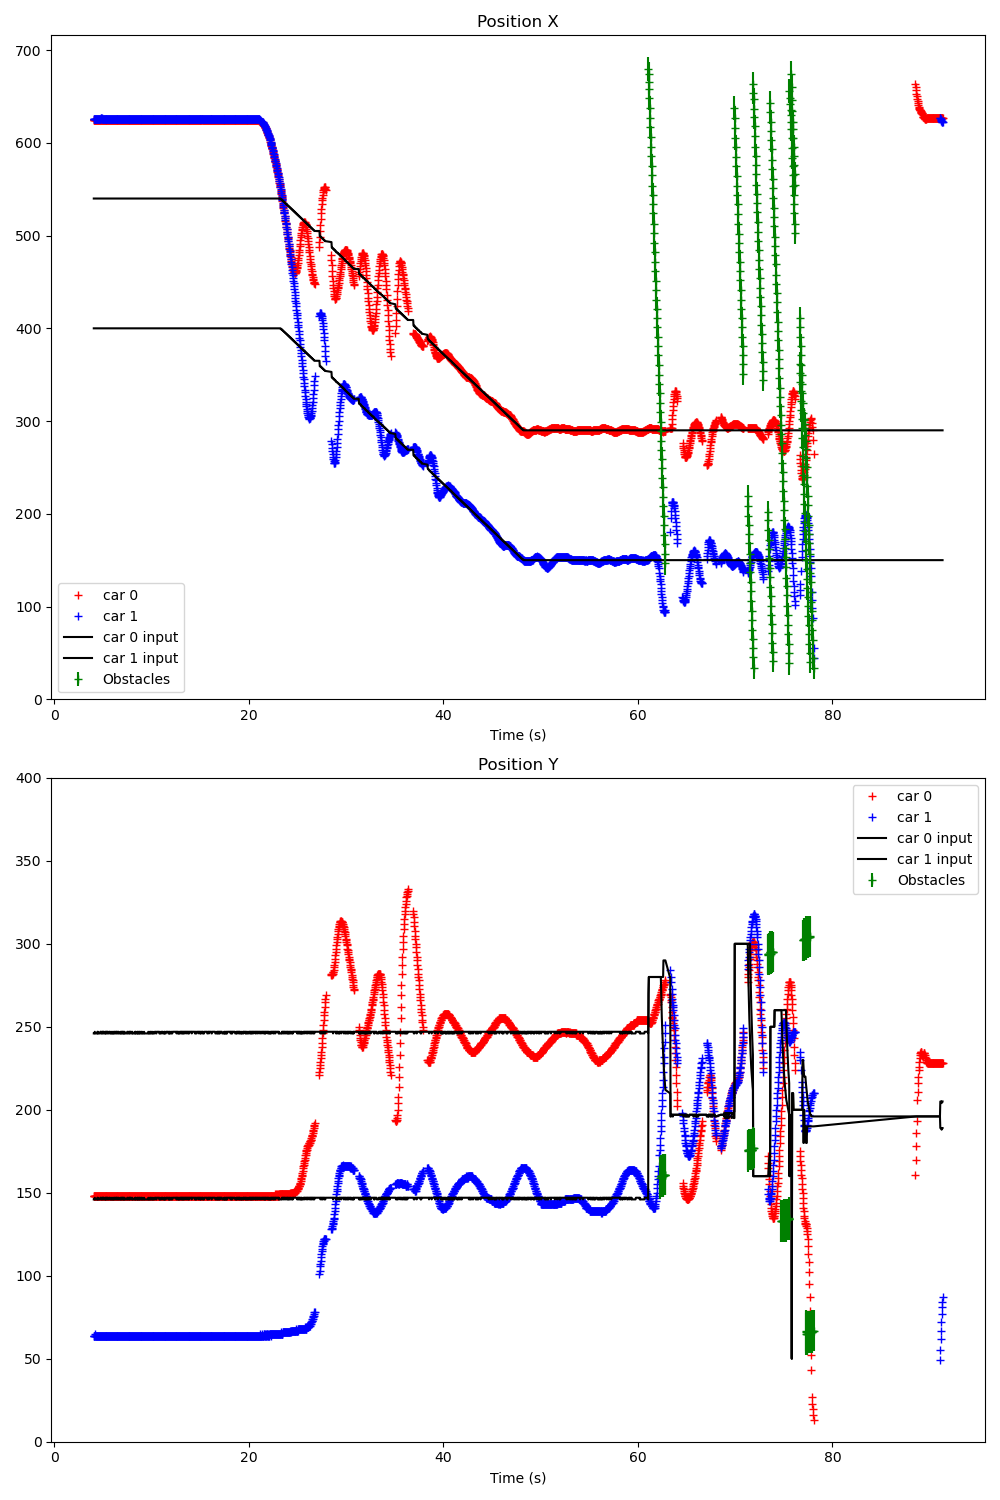 Position X
700
600
500
400
300
200
100
0
car 0
car 1
car 0 input
car 1 input
Obstacles
0 20 40 60 80
Time (s)
Position Y
400
350
300
250
200
150
100
50
0
car 0
car 1
car 0 input
car 1 input
Obstacles
0 20 40 60 80
Time (s)